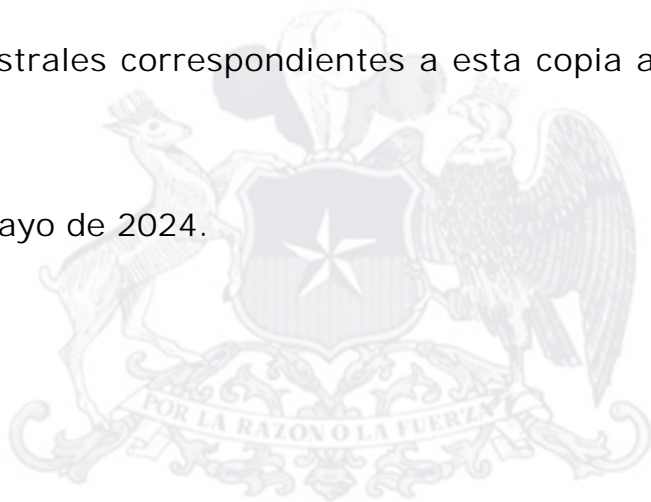 strales correspondientes a esta copia a
ayo de 2024.
POR LA RAZON O LA FUERZA